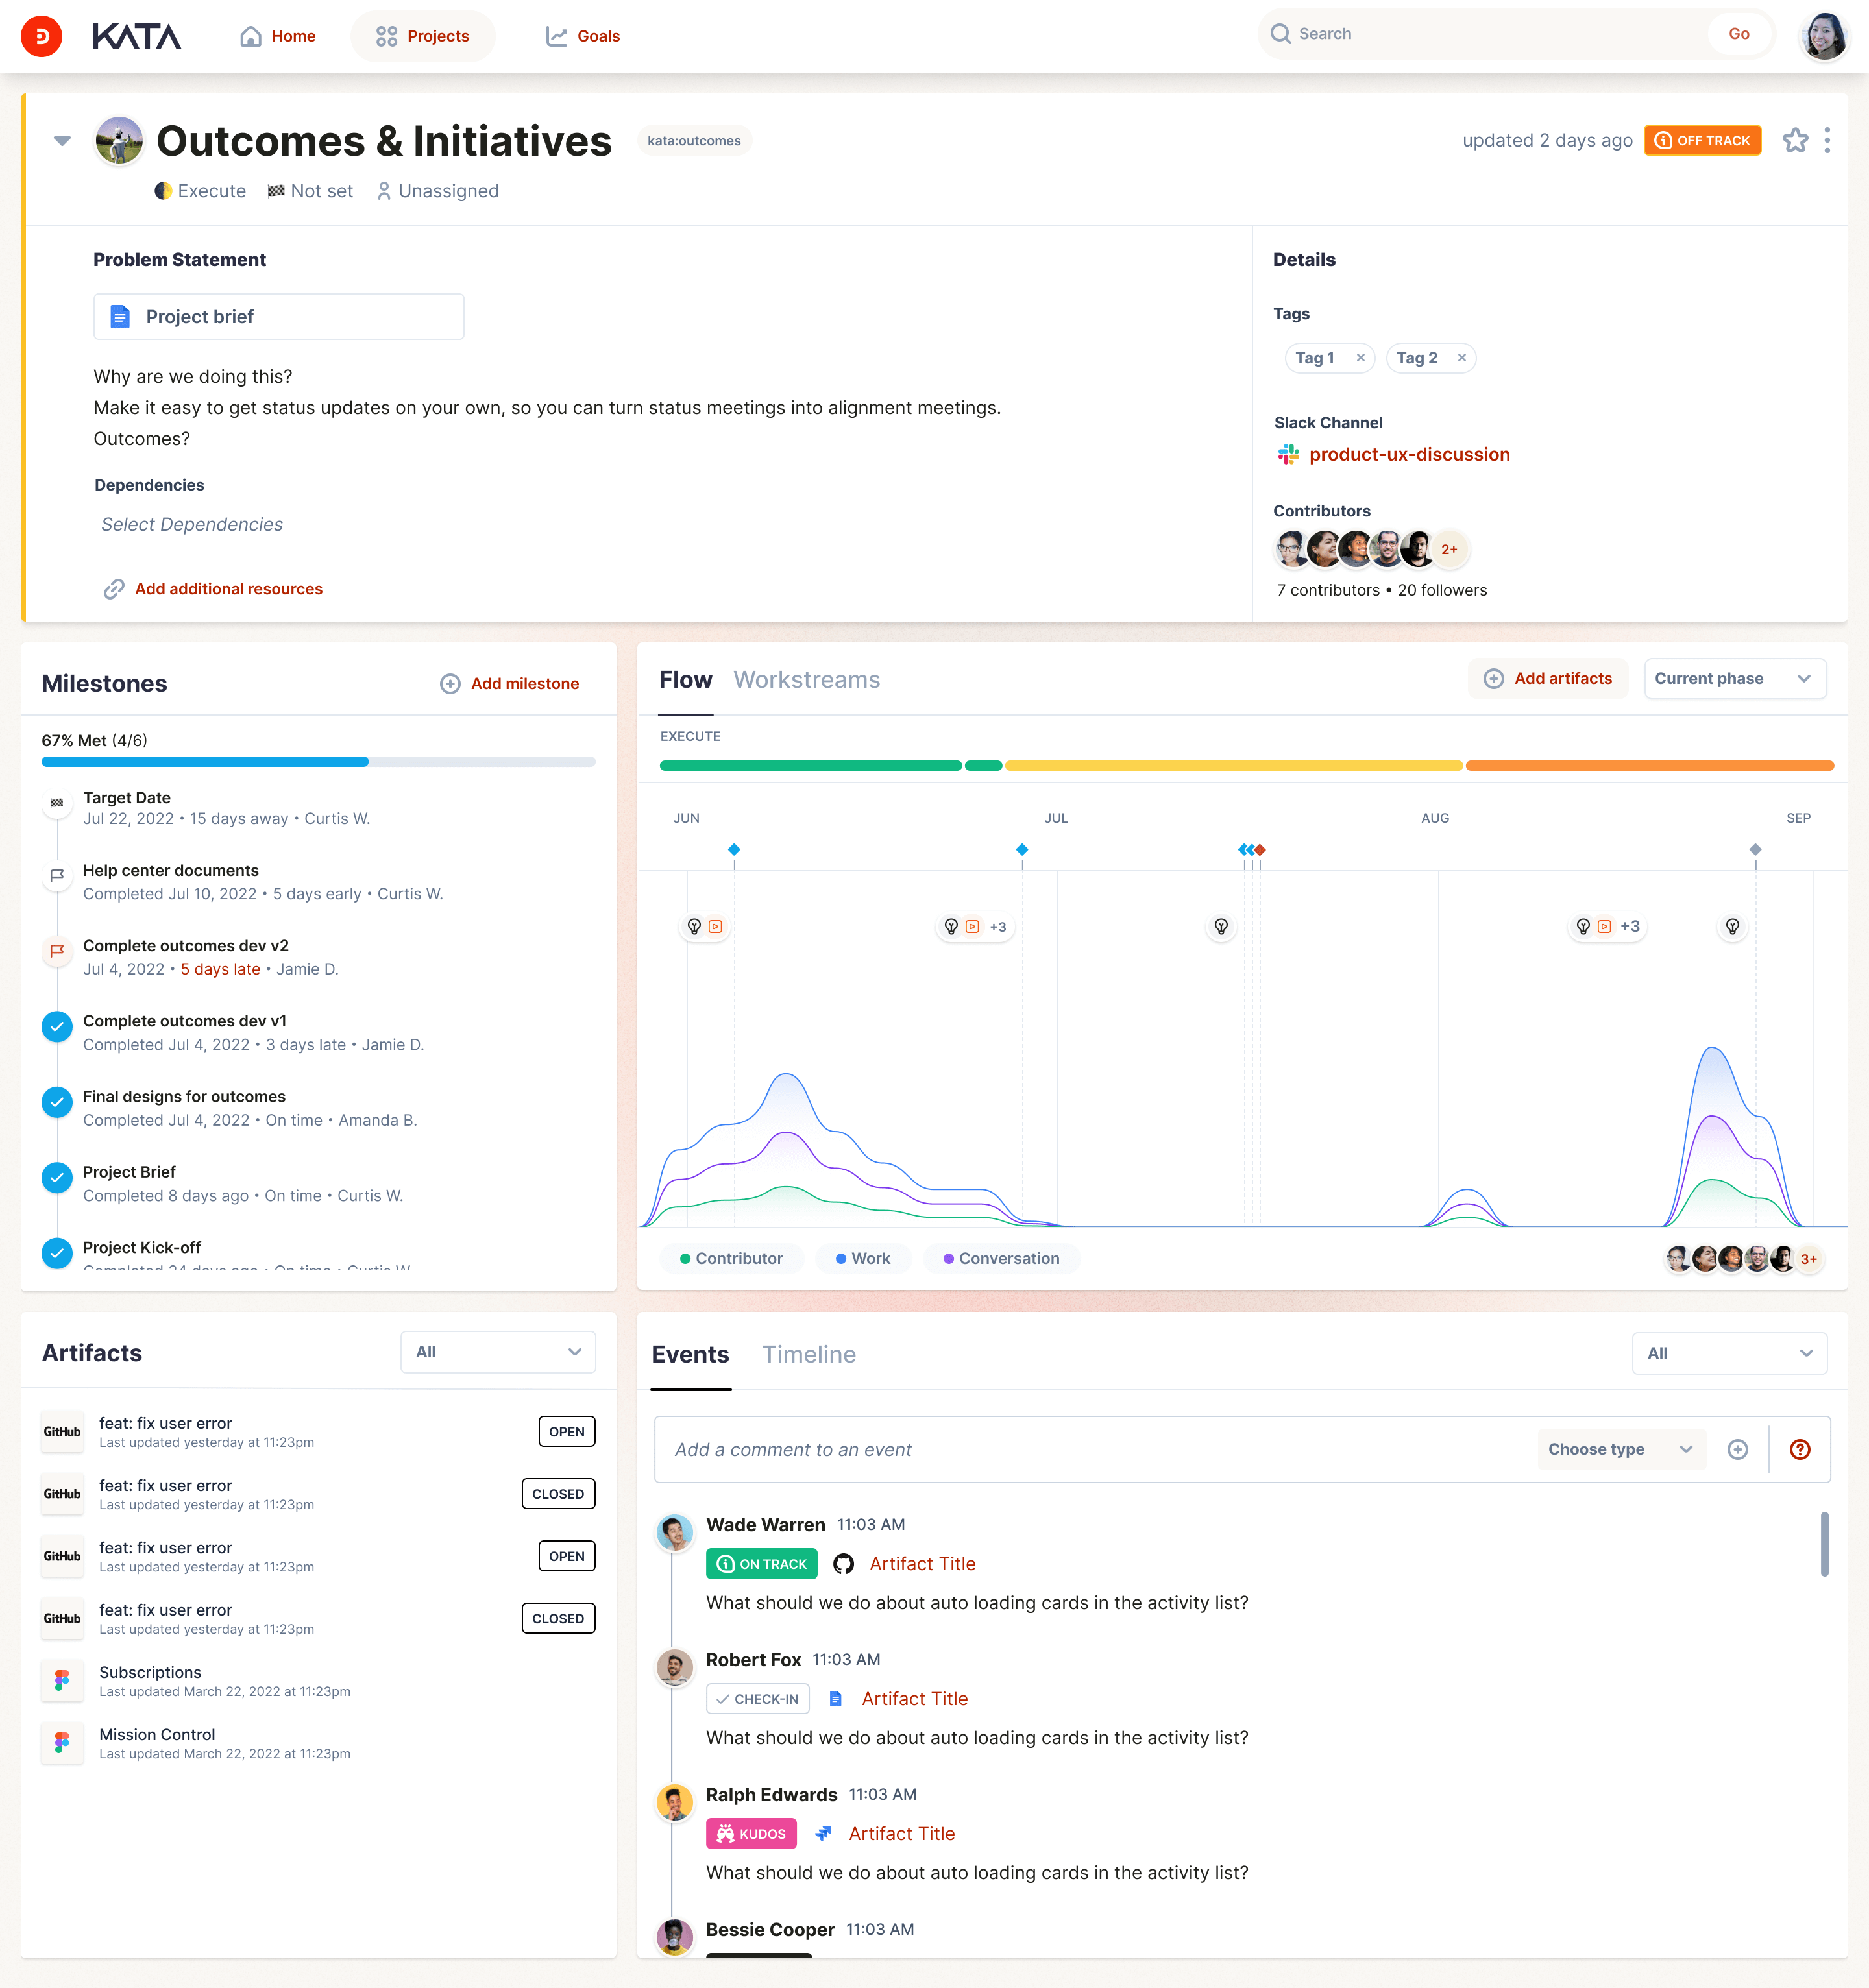 KATA
Home
Projects
Goals
Search
Go
Outcomes & Initiatives
kata:outcomes
updated 2 days ago
OFF TRACK
Execute
Not set
Unassigned
Problem Statement
Project brief
Why are we doing this?
Make it easy to get status updates on your own, so you can turn status meetings into alignment meetings.
Outcomes?
Dependencies
Select Dependencies
Add additional resources
Details
Tags
Tag 1 ×
Tag 2 ×
Slack Channel
product-ux-discussion
Contributors
2+
7 contributors • 20 followers
Milestones
Add milestone
67% Met (4/6)
Target Date
Jul 22, 2022 • 15 days away • Curtis W.
Help center documents
Completed Jul 10, 2022 • 5 days early • Curtis W.
Complete outcomes dev v2
Jul 4, 2022 • 5 days late • Jamie D.
Complete outcomes dev v1
Completed Jul 4, 2022 • 3 days late • Jamie D.
Final designs for outcomes
Completed Jul 4, 2022 • On time • Amanda B.
Project Brief
Completed 8 days ago • On time • Curtis W.
Project Kick-off
Completed 24 days ago • On time • Curtis W.
Flow
Workstreams
Add artifacts
Current phase
EXECUTE
JUN
JUL
AUG
SEP
+3
+3
Contributor
Work
Conversation
3+
Artifacts
All
GitHub
feat: fix user error
Last updated yesterday at 11:23pm
OPEN
GitHub
feat: fix user error
Last updated yesterday at 11:23pm
CLOSED
GitHub
feat: fix user error
Last updated yesterday at 11:23pm
OPEN
GitHub
feat: fix user error
Last updated yesterday at 11:23pm
CLOSED
Subscriptions
Last updated March 22, 2022 at 11:23pm
Mission Control
Last updated March 22, 2022 at 11:23pm
Events
Timeline
All
Add a comment to an event
Choose type
Wade Warren 11:03 AM
ON TRACK
Artifact Title
What should we do about auto loading cards in the activity list?
Robert Fox 11:03 AM
CHECK-IN
Artifact Title
What should we do about auto loading cards in the activity list?
Ralph Edwards 11:03 AM
KUDOS
Artifact Title
What should we do about auto loading cards in the activity list?
Bessie Cooper 11:03 AM